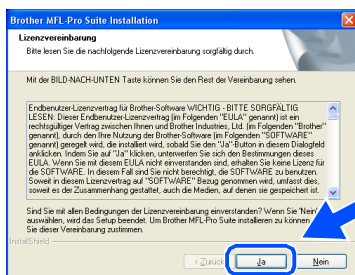 Brother MFL-Pro Suite Installation
Lizenzvereinbarung
Bitte lesen Sie die nachfolgende Lizenzvereinbarung sorgfältig durch.
Mit der BILD-NACH-UNTEN Taste können Sie den Rest der Vereinbarung sehen.
Endbenutzer-Lizenzvertrag für Brother-Software WICHTIG - BITTE SORGFÄLTIG
LESEN: Dieser Endbenutzer-Lizenzvertrag (im Folgenden "EULA" genannt) ist ein
rechtsgültiger Vertrag zwischen Ihnen und Brother Industries, Ltd. (im Folgenden "Brother"
genannt), durch den Ihre Nutzung der Brother-Software (im Folgenden "SOFTWARE"
genannt) geregelt wird, die installiert wird, sobald Sie den "Ja"-Button in diesem Dialogfeld
anklicken. Indem Sie auf "Ja" klicken, unterwerfen Sie sich den Bestimmungen dieses
EULA. Wenn Sie mit diesem EULA nicht einverstanden sind, erhalten Sie keine Lizenz für
die SOFTWARE. In diesem Fall sind Sie nicht berechtigt, die SOFTWARE zu benutzen.
Soweit in diesem Lizenzvertrag auf "SOFTWARE" Bezug genommen wird, umfasst dies,
soweit es der Zusammenhang gestattet, auch die Medien, auf denen sie gespeichert ist.
Sind Sie mit allen Bedingungen der Lizenzvereinbarung einverstanden? Wenn Sie 'Nein'
auswählen, wird das Setup beendet. Um Brother MFL-Pro Suite installieren zu können
Sie dieser Vereinbarung zustimmen.
InstallShield
< Zurück Ja Nein